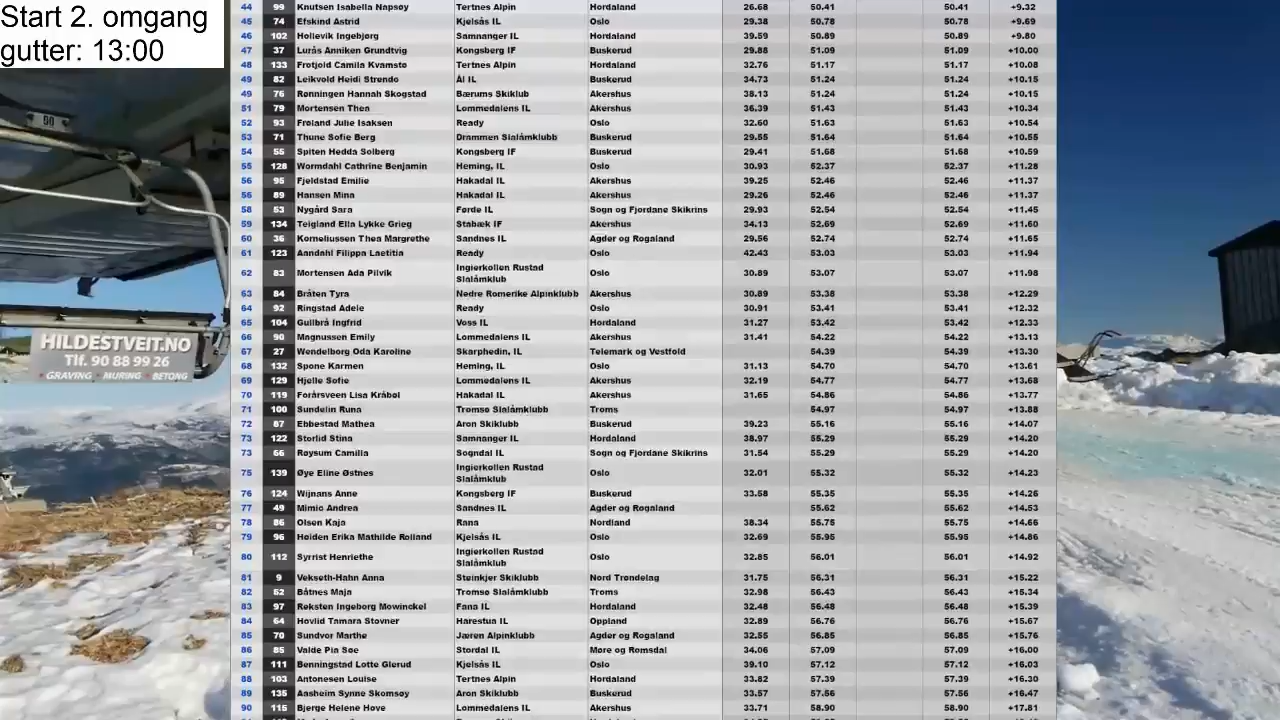 Start 2. omgang
gutter: 13:00
44 99 Knutsen Isabella Napsøy Tertnes Alpin Hordaland 26.68 50.41 50.41 +9.32
45 74 Efskind Astrid Kjelsås IL Oslo 29.38 50.78 50.78 +9.69
46 102 Hollevik Ingebjørg Samnanger IL Hordaland 39.59 50.89 50.89 +9.80
47 37 Lurås Anniken Grundtvig Kongsberg IF Buskerud 29.88 51.09 51.09 +10.00
48 133 Frotjold Camila Kvamstø Tertnes Alpin Hordaland 32.76 51.17 51.17 +10.08
49 82 Leikvold Heidi Strøndo Ål IL Buskerud 34.73 51.24 51.24 +10.15
49 76 Rønningen Hannah Skogstad Bærums Skiklub Akershus 38.13 51.24 51.24 +10.15
51 79 Mortensen Thea Lommedalens IL Akershus 36.39 51.43 51.43 +10.34
52 93 Frøland Julie Isaksen Ready Oslo 32.60 51.63 51.63 +10.54
53 71 Thune Sofie Berg Drammen Slalåmklubb Buskerud 29.55 51.64 51.64 +10.55
54 55 Spiten Hedda Solberg Kongsberg IF Buskerud 29.41 51.68 51.68 +10.59
55 128 Wormdahl Cathrine Benjamin Heming, IL Oslo 30.93 52.37 52.37 +11.28
56 95 Fjeldstad Emilie Hakadal IL Akershus 39.25 52.46 52.46 +11.37
56 89 Hansen Mina Hakadal IL Akershus 29.26 52.46 52.46 +11.37
58 53 Nygård Sara Førde IL Sogn og Fjordane Skikrins 29.93 52.54 52.54 +11.45
59 134 Teigland Ella Lykke Grieg Stabæk IF Akershus 34.13 52.69 52.69 +11.60
60 36 Korneliussen Thea Margrethe Sandnes IL Agder og Rogaland 29.56 52.74 52.74 +11.65
61 123 Aandahl Filippa Laetitia Ready Oslo 42.43 53.03 53.03 +11.94
62 83 Mortensen Ada Pilvik Ingierkollen Rustad Slalåmklub Oslo 30.89 53.07 53.07 +11.98
63 84 Bråten Tyra Nedre Romerike Alpinklubb Akershus 30.89 53.38 53.38 +12.29
64 92 Ringstad Adele Ready Oslo 30.91 53.41 53.41 +12.32
65 104 Gullbrå Ingfrid Voss IL Hordaland 31.27 53.42 53.42 +12.33
66 90 Magnussen Emily Lommedalens IL Akershus 31.41 54.22 54.22 +13.13
67 27 Wendelborg Oda Karoline Skarphedin, IL Telemark og Vestfold 54.39 54.39 +13.30
68 132 Spone Karmen Heming, IL Oslo 31.13 54.70 54.70 +13.61
69 129 Hjelle Sofie Lommedalens IL Akershus 32.19 54.77 54.77 +13.68
70 119 Forårsveen Lisa Kråbøl Hakadal IL Akershus 31.65 54.86 54.86 +13.77
71 100 Sundelin Runa Tromsø Slalåmklubb Troms 54.97 54.97 +13.88
72 87 Ebbestad Mathea Aron Skiklubb Buskerud 39.23 55.16 55.16 +14.07
73 122 Storlid Stina Samnanger IL Hordaland 38.97 55.29 55.29 +14.20
73 66 Røysum Camilla Sogndal IL Sogn og Fjordane Skikrins 31.54 55.29 55.29 +14.20
75 139 Øye Eline Østnes Ingierkollen Rustad Slalåmklub Oslo 32.01 55.32 55.32 +14.23
76 124 Wijnans Anne Kongsberg IF Buskerud 33.58 55.35 55.35 +14.26
77 49 Mimio Andrea Sandnes IL Agder og Rogaland 55.62 55.62 +14.53
78 86 Olsen Kaja Rana Nordland 38.34 55.75 55.75 +14.66
79 96 Høiden Erika Mathilde Rolland Kjelsås IL Oslo 32.69 55.95 55.95 +14.86
80 112 Syrrist Henriethe Ingierkollen Rustad Slalåmklub Oslo 32.85 56.01 56.01 +14.92
81 9 Vekseth-Hahn Anna Steinkjer Skiklubb Nord Trøndelag 31.75 56.31 56.31 +15.22
82 52 Båtnes Maja Tromsø Slalåmklubb Troms 32.98 56.43 56.43 +15.34
83 97 Røksten Ingeborg Mowinckel Fana IL Hordaland 32.48 56.48 56.48 +15.39
84 64 Hovlid Tamara Stovner Harestua IL Oppland 32.89 56.76 56.76 +15.67
85 70 Sundvor Marthe Jæren Alpinklubb Agder og Rogaland 32.55 56.85 56.85 +15.76
86 85 Valde Pia Søe Stordal IL Møre og Romsdal 34.06 57.09 57.09 +16.00
87 111 Benningstad Lotte Glerud Kjelsås IL Oslo 39.10 57.12 57.12 +16.03
88 103 Antonesen Louise Tertnes Alpin Hordaland 33.82 57.39 57.39 +16.30
89 135 Aasheim Synne Skomsøy Aron Skiklubb Buskerud 33.57 57.56 57.56 +16.47
90 115 Bjerge Helene Hove Lommedalens IL Akershus 33.71 58.90 58.90 +17.81
HILDESTVEIT.NO
Tlf. 90 88 99 26
• GRAVING • MURING • BETONG